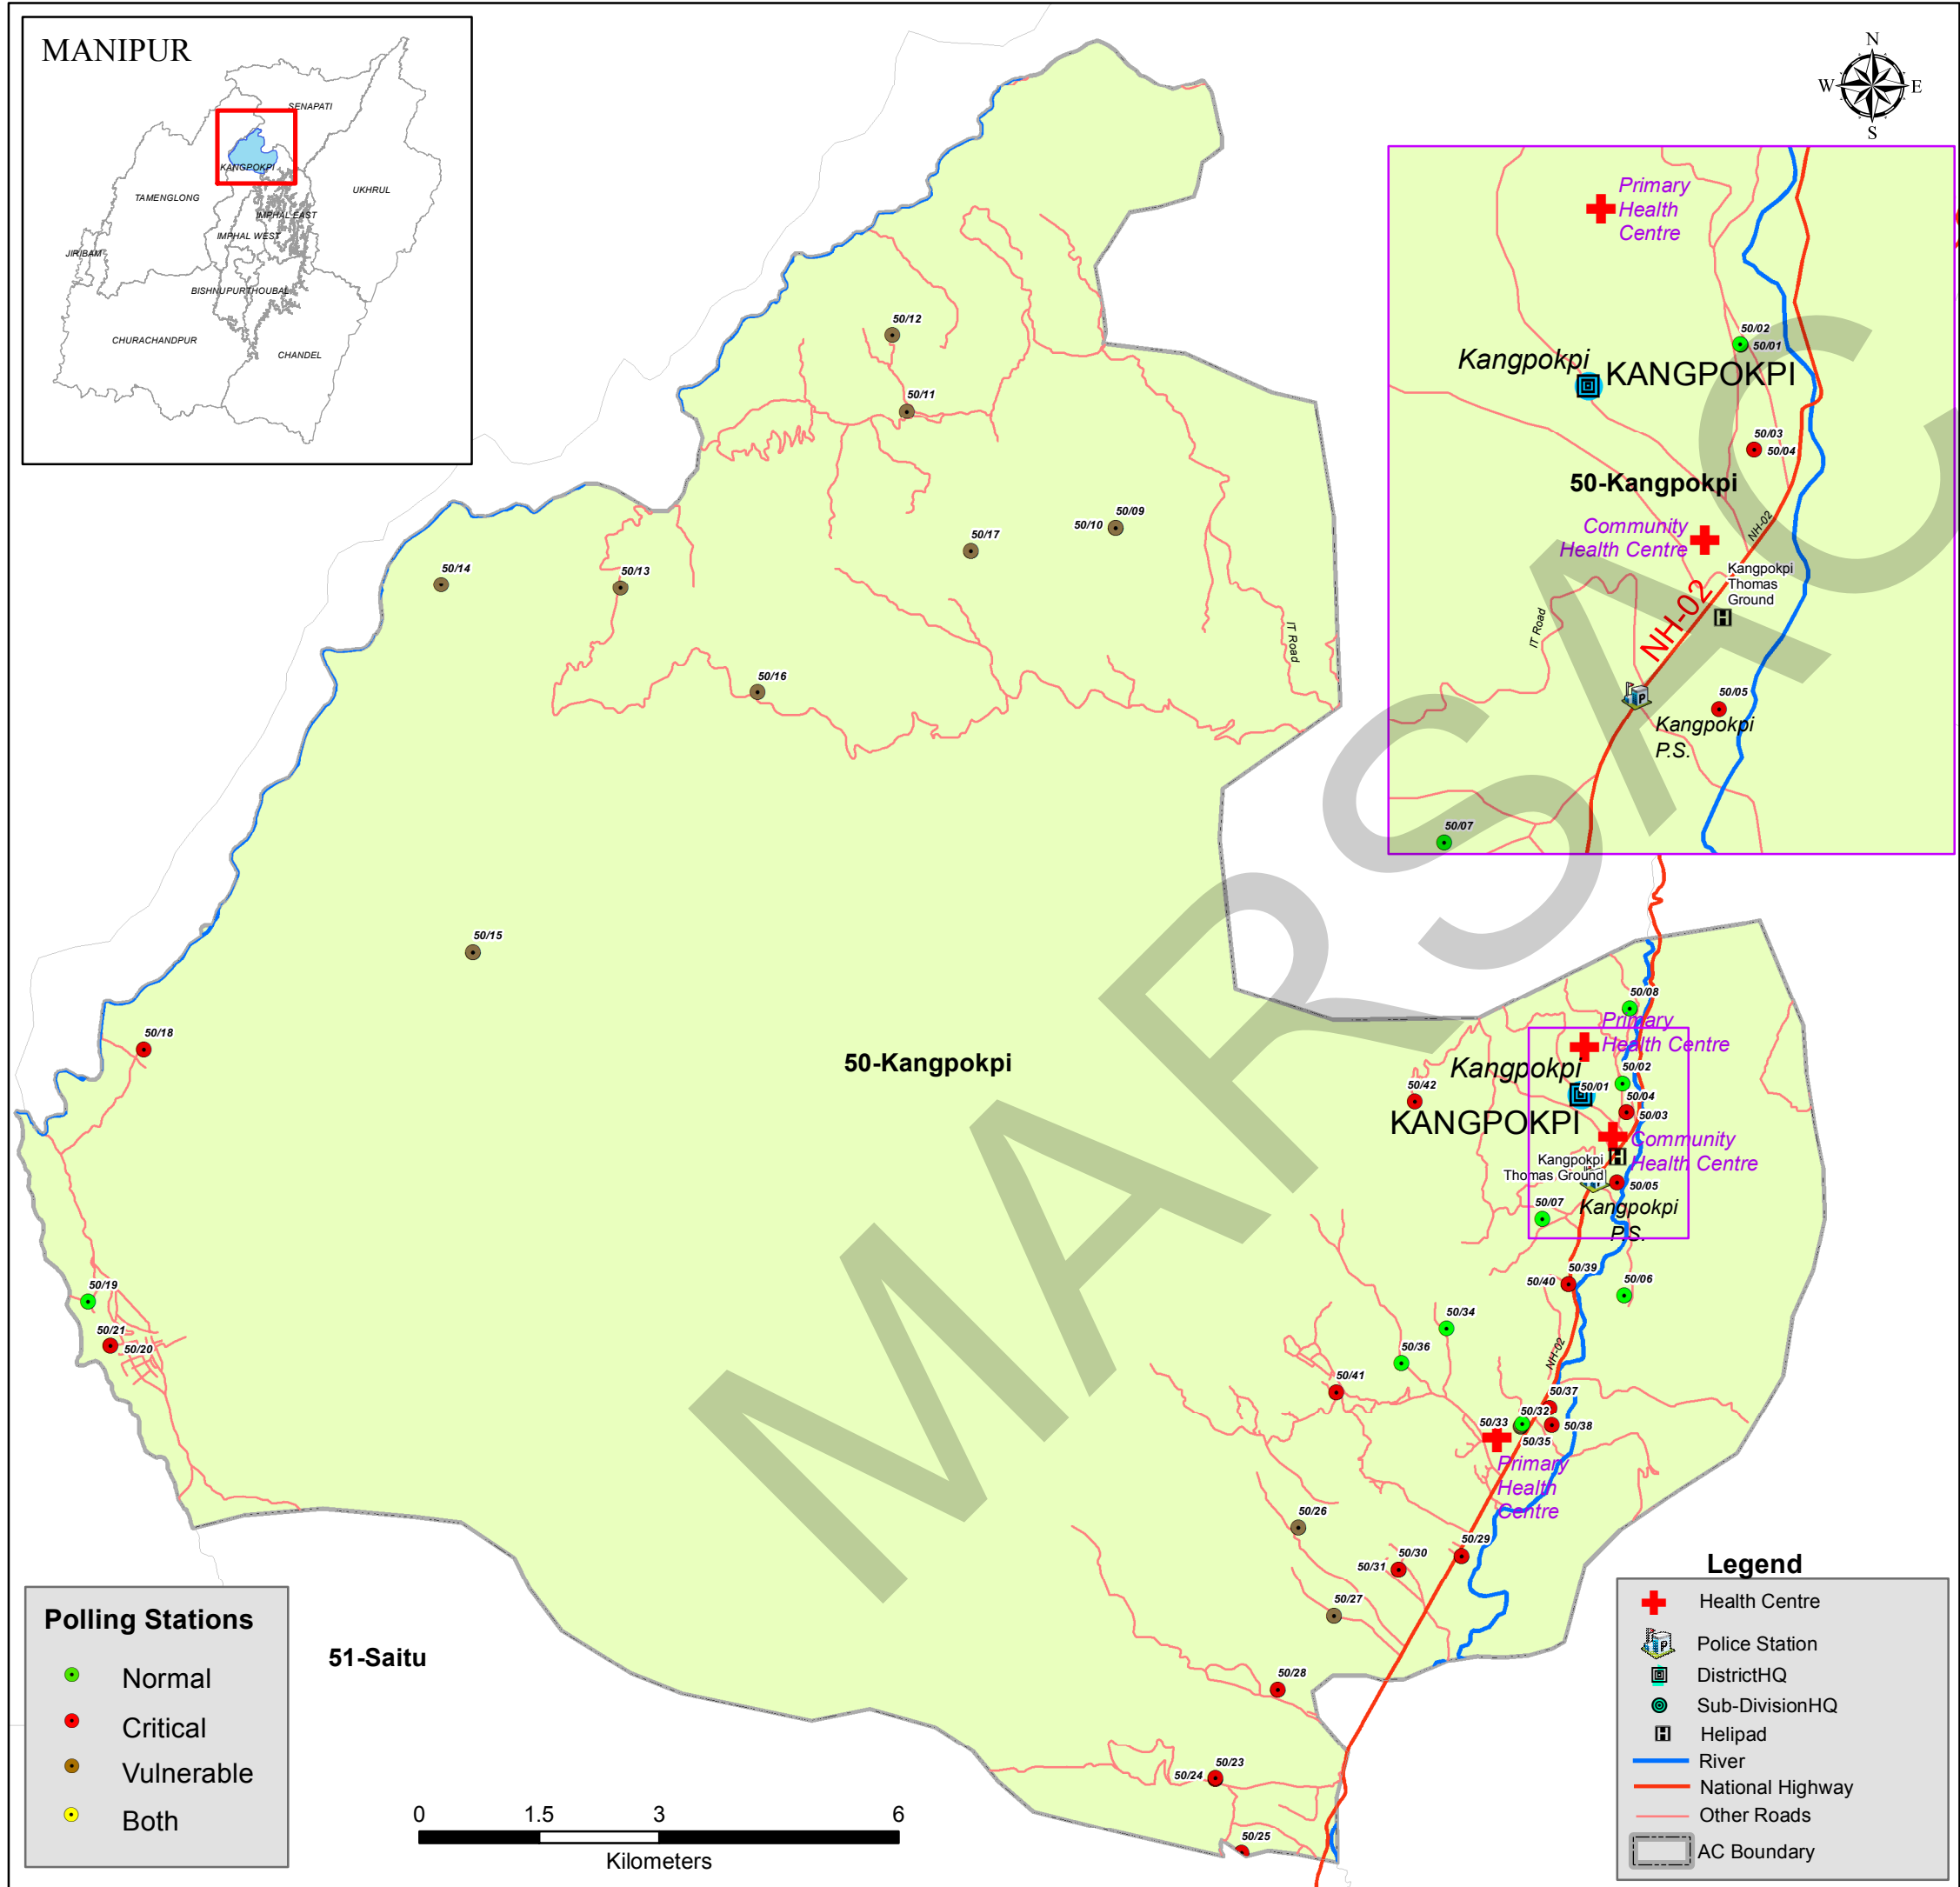 MANIPUR
SENAPATI
KANGPOKPI
TAMENGLONG
UKHRUL
IMPHAL EAST
IMPHAL WEST
JIRIBAM
BISHNUPUR
THOUBAL
CHURACHANDPUR
CHANDEL
N
W
E
S
Primary
Health
Centre
50/02
50/01
Kangpokpi
KANGPOKPI
50/03
50/04
50-Kangpokpi
Community
Health Centre
NH-02
Kangpokpi
Thomas
Ground
NH-02
IT Road
50/05
Kangpokpi
P.S.
50/07
50/12
50/11
50/09
50/10
50/17
50/14
50/13
IT Road
50/16
50/15
50/18
50-Kangpokpi
50/08
Primary
Health Centre
Kangpokpi
50/02
50/01
50/42
50/04
50/03
KANGPOKPI
Community
Health Centre
Kangpokpi
Thomas Ground
50/05
50/07
Kangpokpi
P.S.
50/39
50/40
50/06
50/19
50/21
50/20
50/34
50/36
NH-02
50/41
50/37
50/32
50/33
50/38
50/35
Primary
Health
Centre
50/26
50/29
50/30
50/31
50/27
50/28
50/23
50/24
50/25
51-Saitu
MARSAC
Polling Stations
Normal
Critical
Vulnerable
Both
0 1.5 3 6
Kilometers
Legend
Health Centre
Police Station
DistrictHQ
Sub-DivisionHQ
H Helipad
River
National Highway
Other Roads
AC Boundary